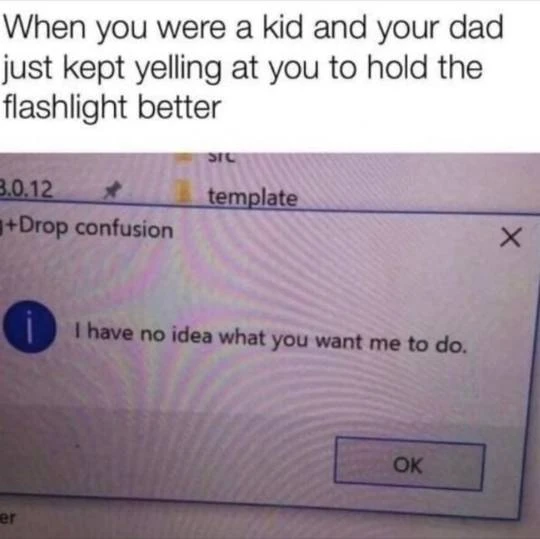 When you were a kid and your dad
just kept yelling at you to hold the
flashlight better
src
3.0.12
template
+Drop confusion
I have no idea what you want me to do.
OK
er